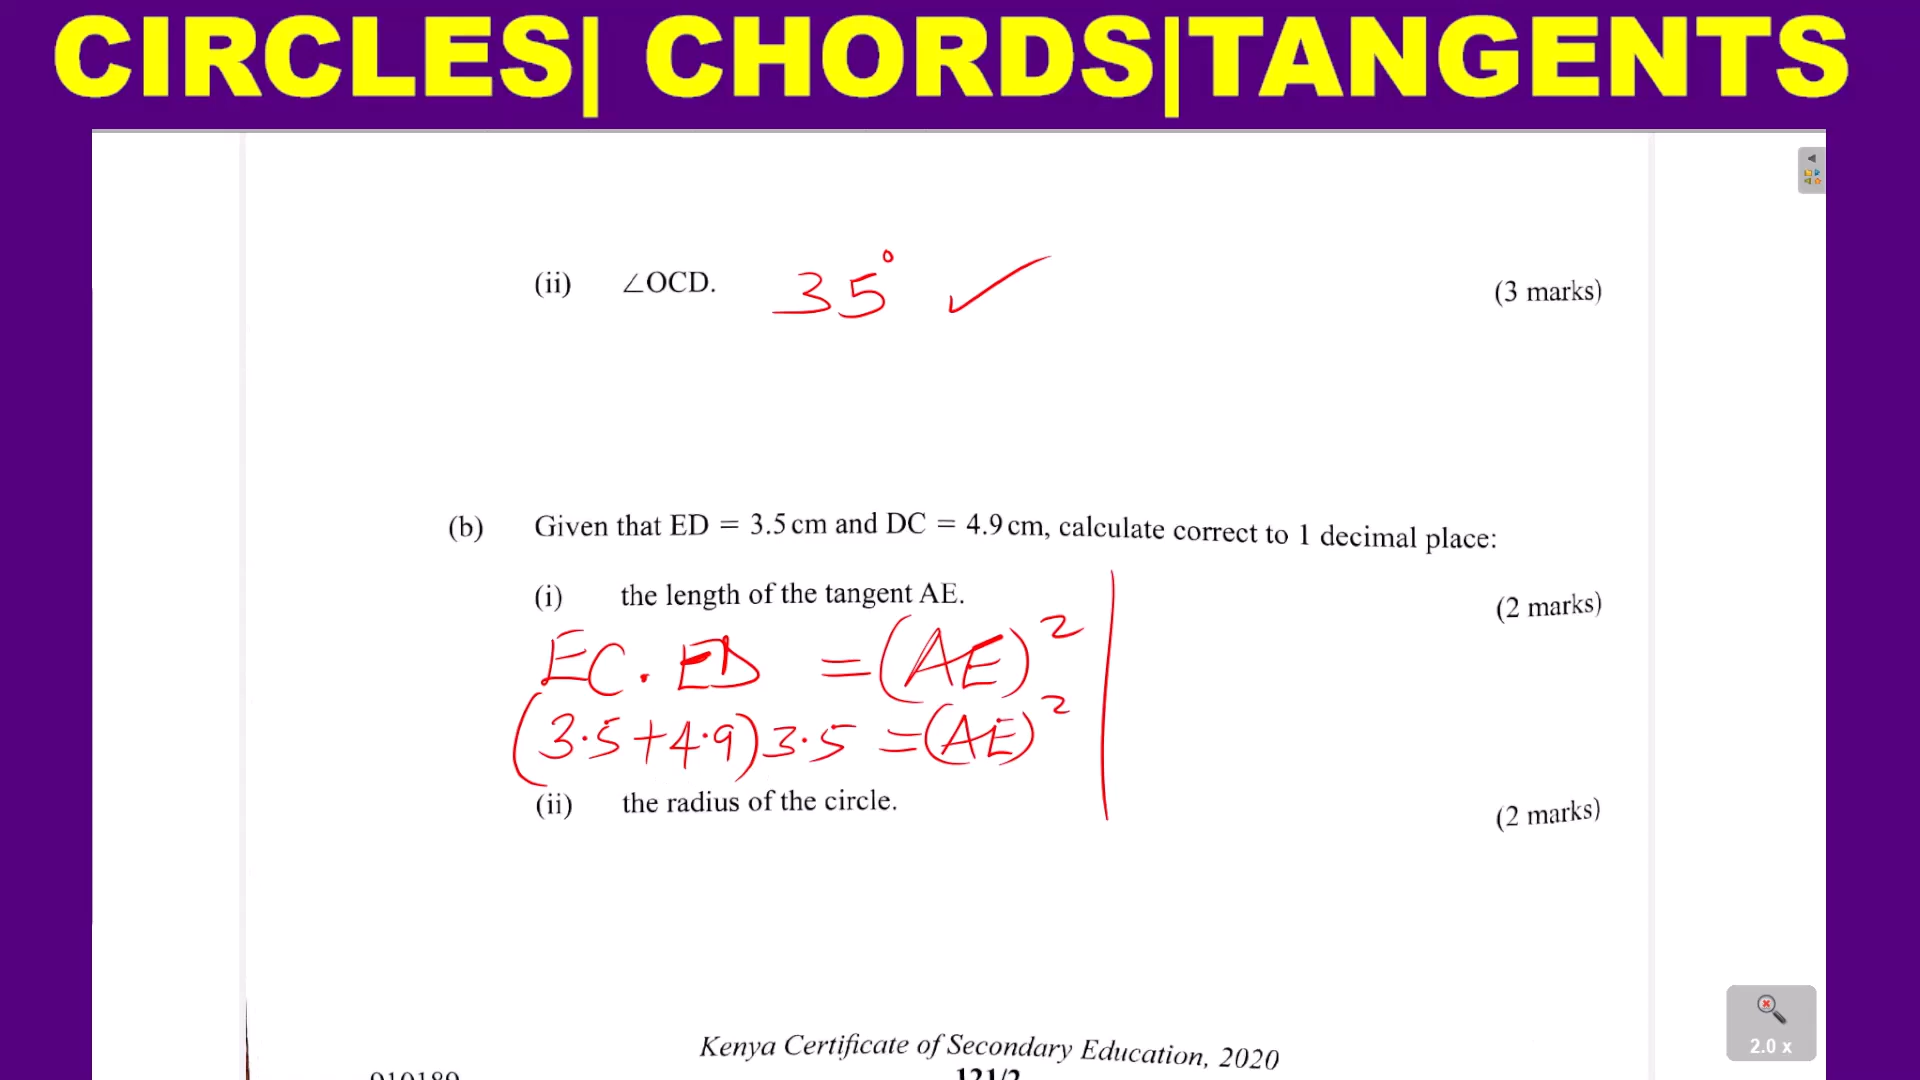 CIRCLES| CHORDS|TANGENTS
(ii) ∠OCD. 35° ✓ (3 marks)
(b) Given that ED = 3.5 cm and DC = 4.9 cm, calculate correct to 1 decimal place:
(i) the length of the tangent AE. (2 marks)
EC . ED = (AE)²
(3.5+4.9)3.5 = (AE)²
(ii) the radius of the circle. (2 marks)
Kenya Certificate of Secondary Education, 2020
2.0 x